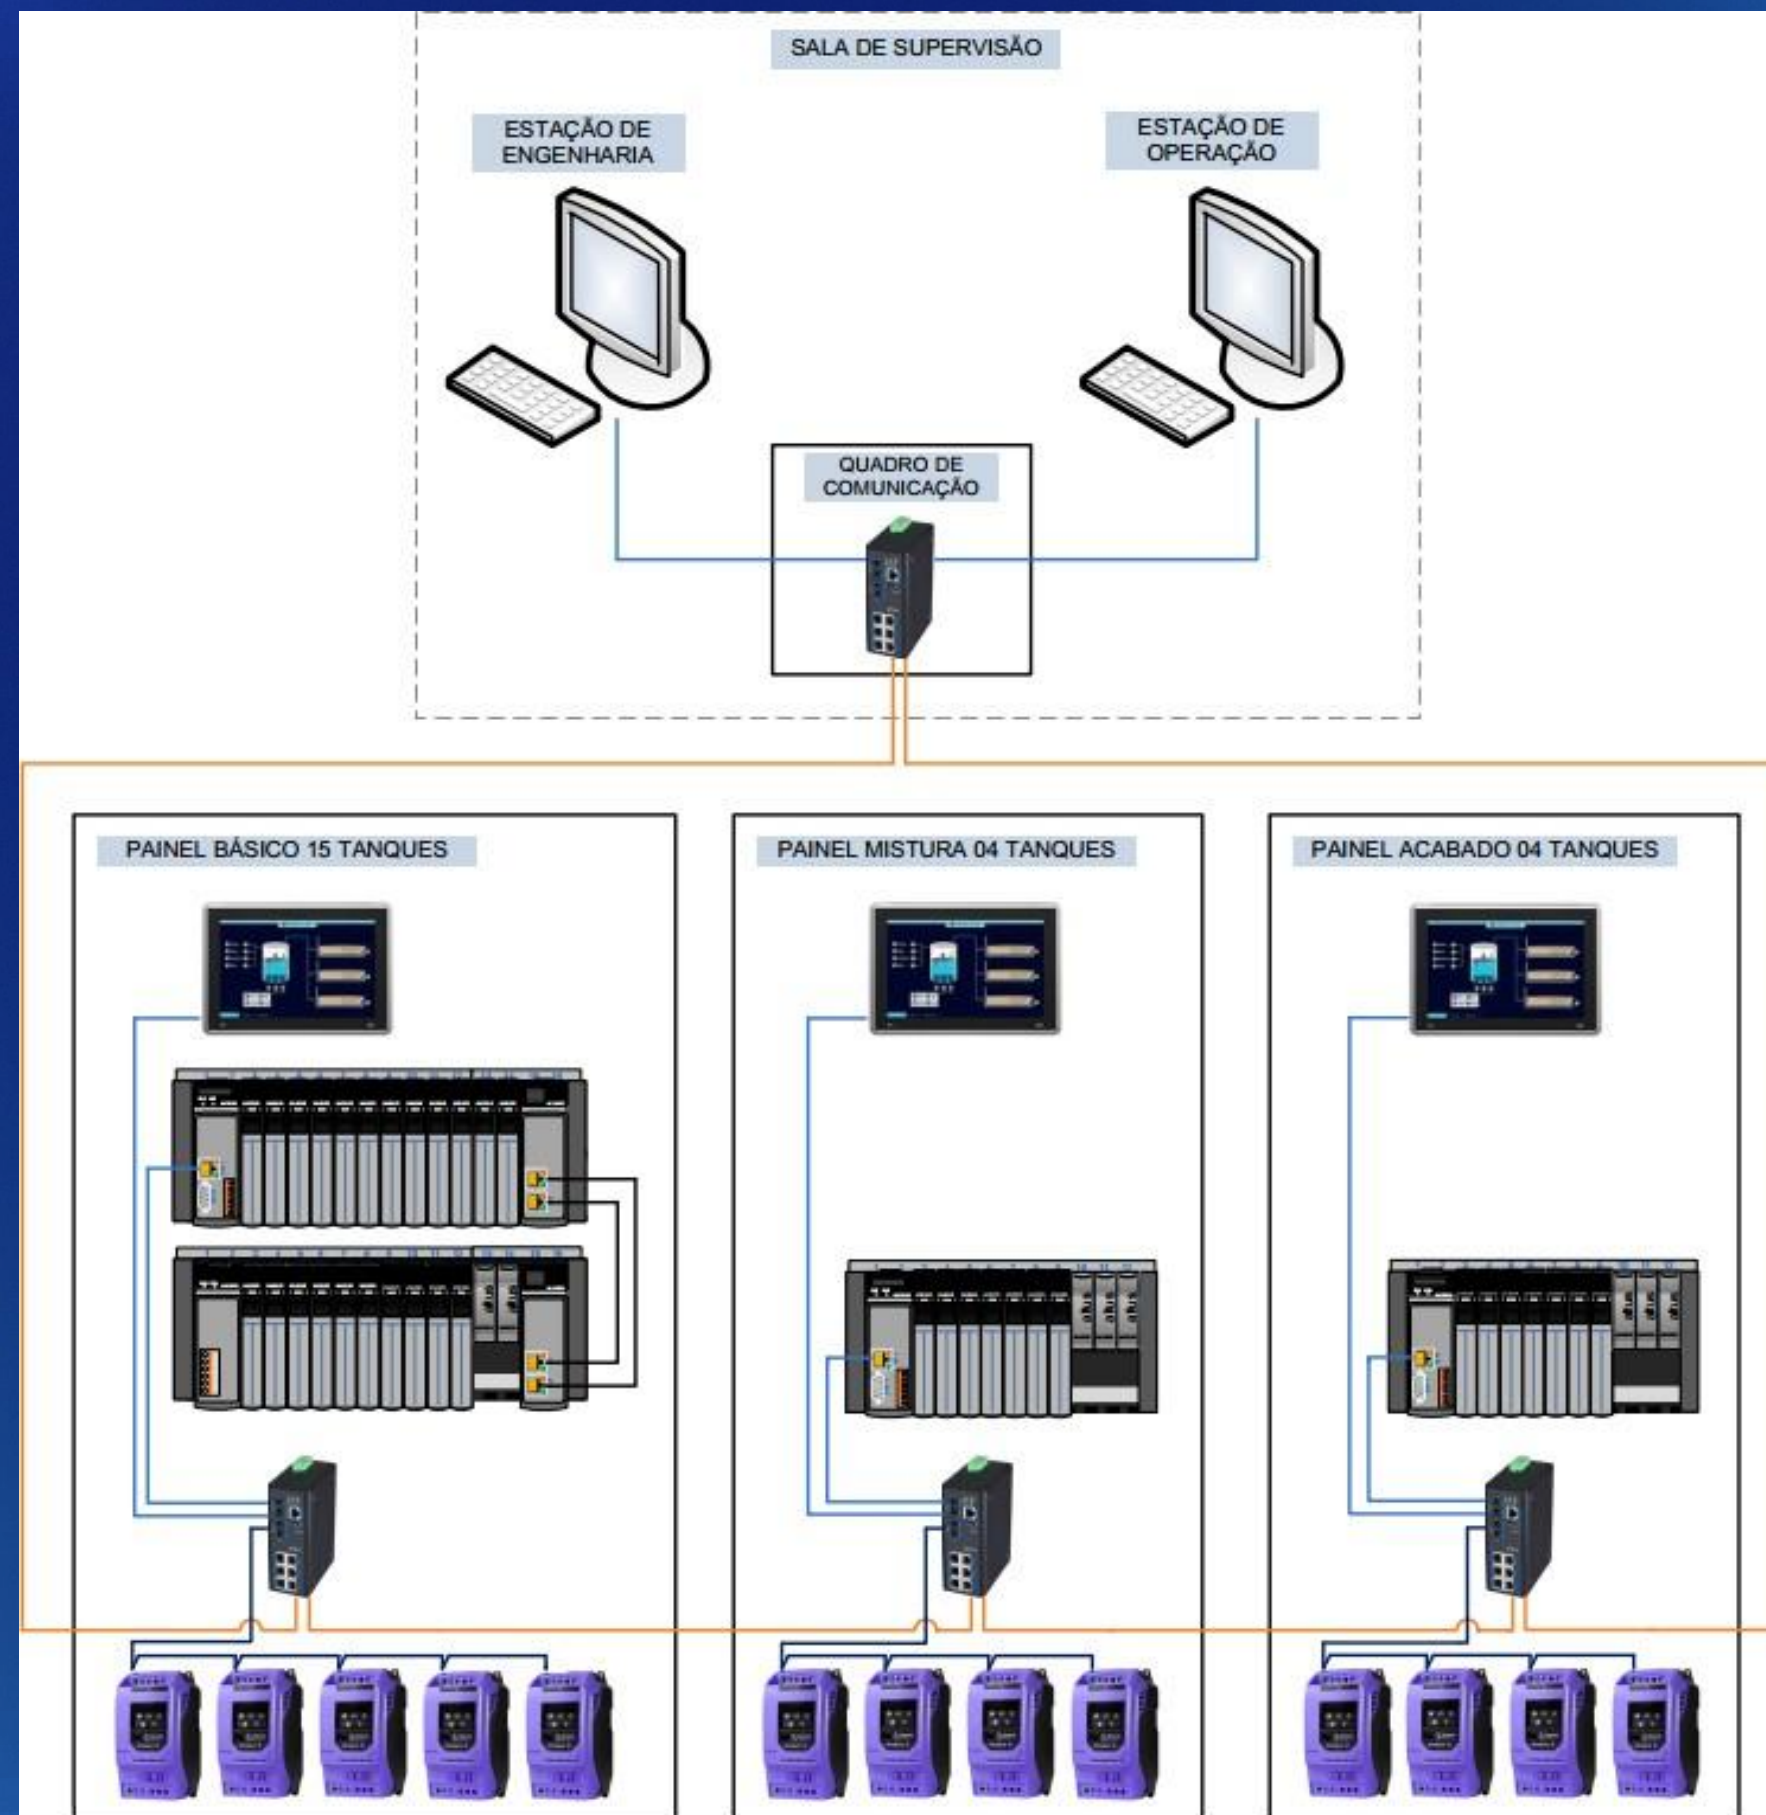 SALA DE SUPERVISÃO
ESTAÇÃO DE
ENGENHARIA
ESTAÇÃO DE
OPERAÇÃO
QUADRO DE
COMUNICAÇÃO
PAINEL BÁSICO 15 TANQUES
PAINEL MISTURA 04 TANQUES
PAINEL ACABADO 04 TANQUES